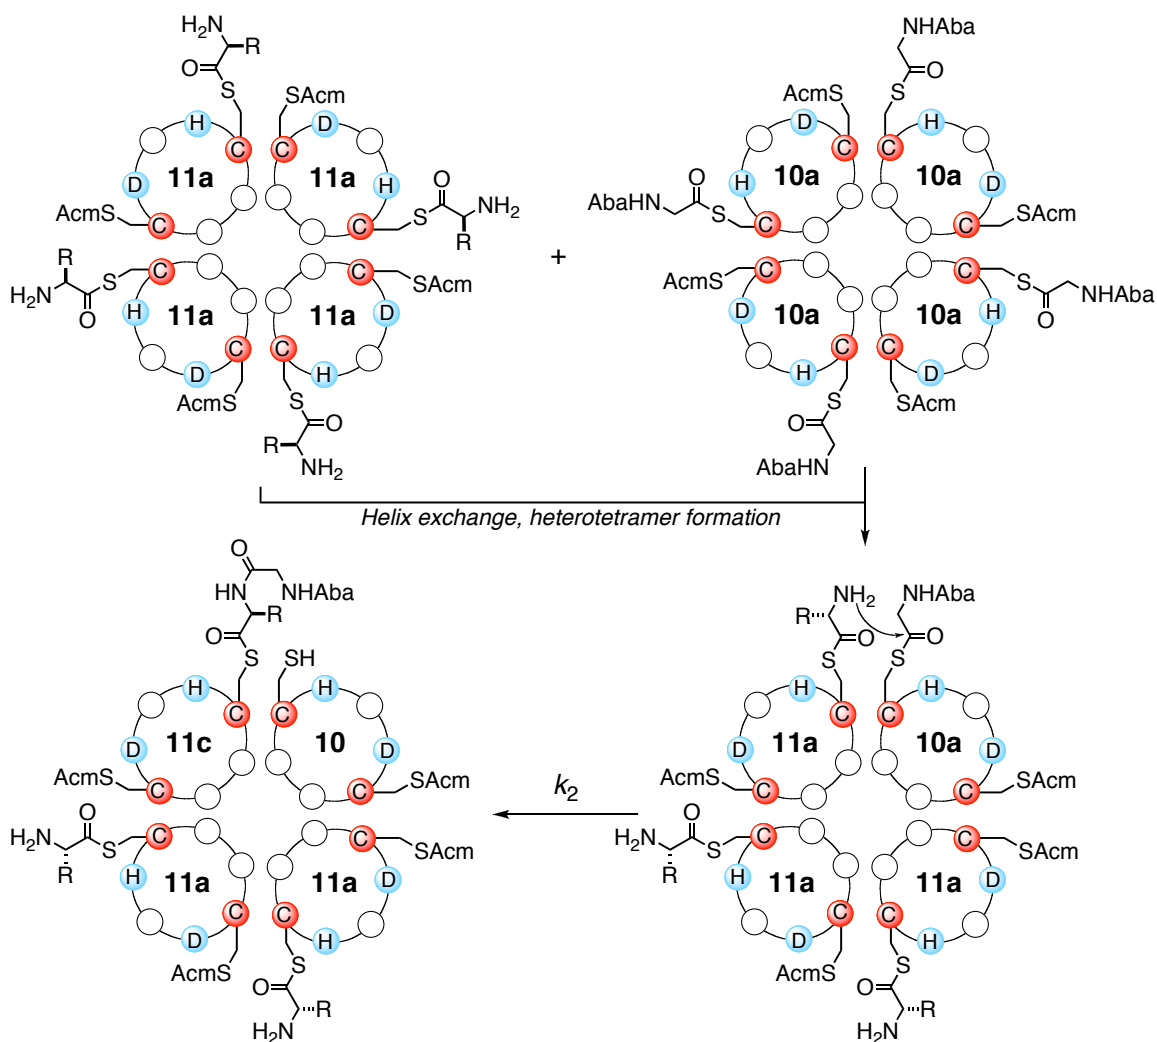 H2N R
O
S
SAcm
H D
C C
11a 11a
D H
AcmS C C S O NH2
R
R
H2N O S C C SAcm
H D
11a 11a
C C
D H
AcmS S
O
R
NH2
+
NHAba
O
AcmS S
D H
C C
10a 10a
H D
AbaHN O S C C SAcm
AcmS C C S O NHAba
D H
10a 10a
C C
H D
S SAcm
O
AbaHN
Helix exchange, heterotetramer formation
O
HN NHAba
R
O
S SH
H H
C C
11c 10
D D
AcmS C C SAcm
O
H2N S C C SAcm
R
H D
11a 11a
C C
D H
AcmS S
O R
H2N
k2
NH2 NHAba
R
O O
S S
H H
C C
11a 10a
D D
AcmS C C SAcm
O
H2N S C C SAcm
R
H D
11a 11a
C C
D H
AcmS S
O R
H2N